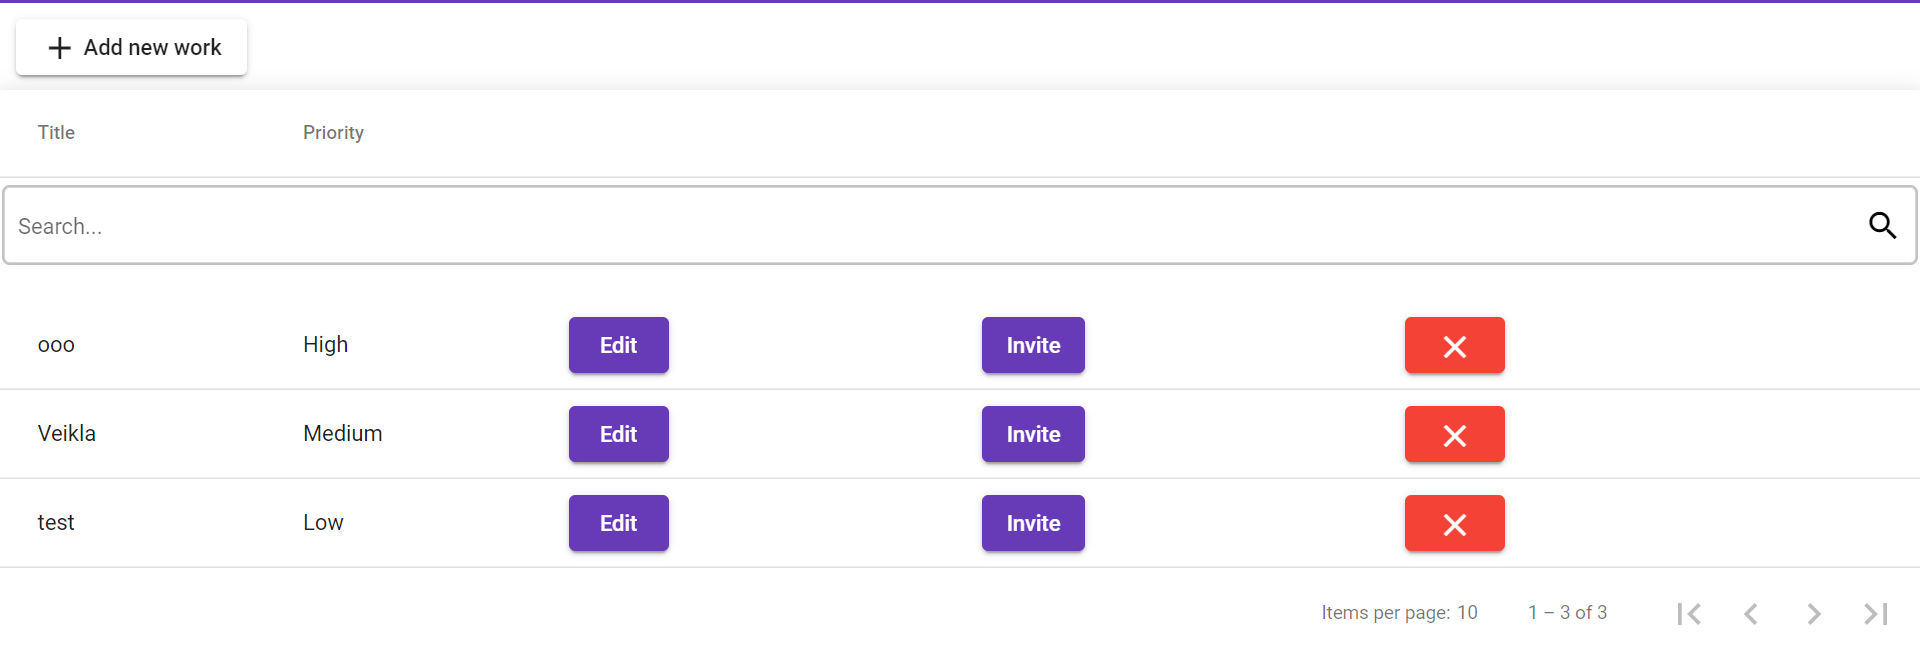 Add new work
Title Priority
Search...
ooo High Edit Invite
Veikla Medium Edit Invite
test Low Edit Invite
Items per page: 10 1 – 3 of 3